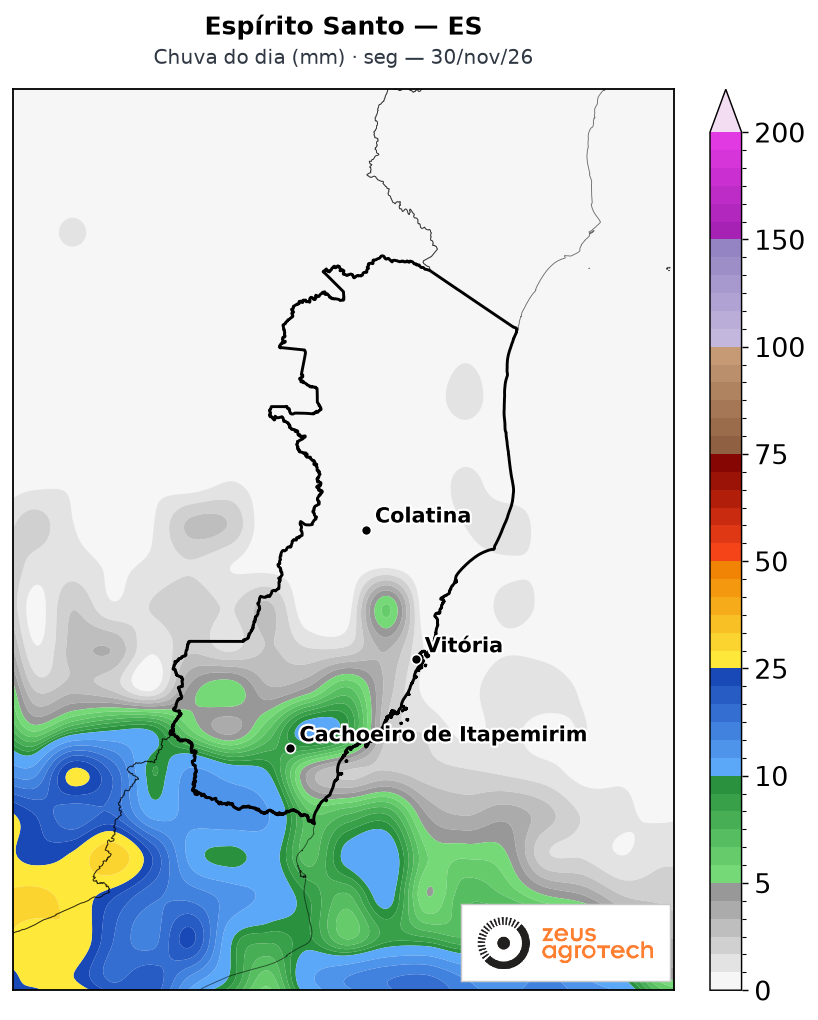 Espírito Santo — ES
Chuva do dia (mm) · seg — 30/nov/26
200
150
100
75
50
25
10
5
0
Colatina
Vitória
Cachoeiro de Itapemirim
zeus
agrotech